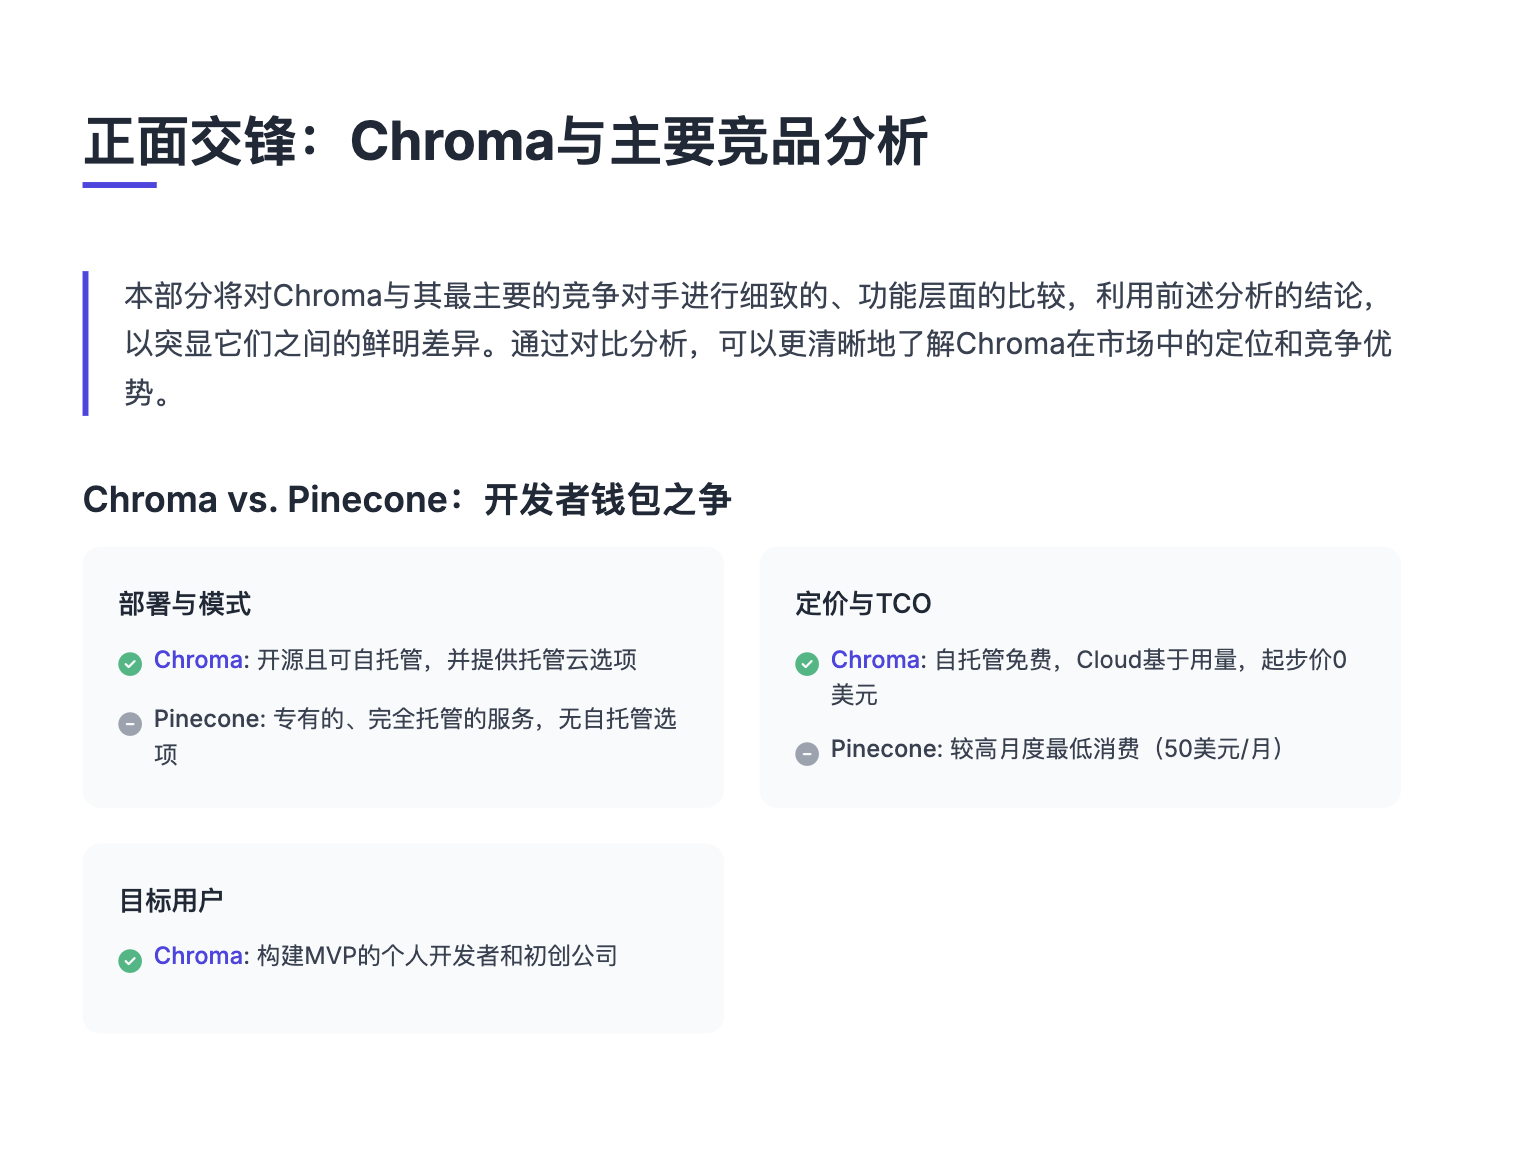 正面交锋：Chroma与主要竞品分析
本部分将对Chroma与其最主要的竞争对手进行细致的、功能层面的比较，利用前述分析的结论，
以突显它们之间的鲜明差异。通过对比分析，可以更清晰地了解Chroma在市场中的定位和竞争优
势。
Chroma vs. Pinecone：开发者钱包之争
部署与模式
Chroma: 开源且可自托管，并提供托管云选项
Pinecone: 专有的、完全托管的服务，无自托管选
项
定价与TCO
Chroma: 自托管免费，Cloud基于用量，起步价0
美元
Pinecone: 较高月度最低消费（50美元/月）
目标用户
Chroma: 构建MVP的个人开发者和初创公司